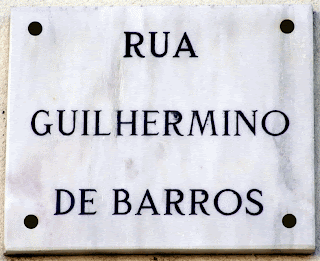 RUA
GUILHERMINO
DE BARROS